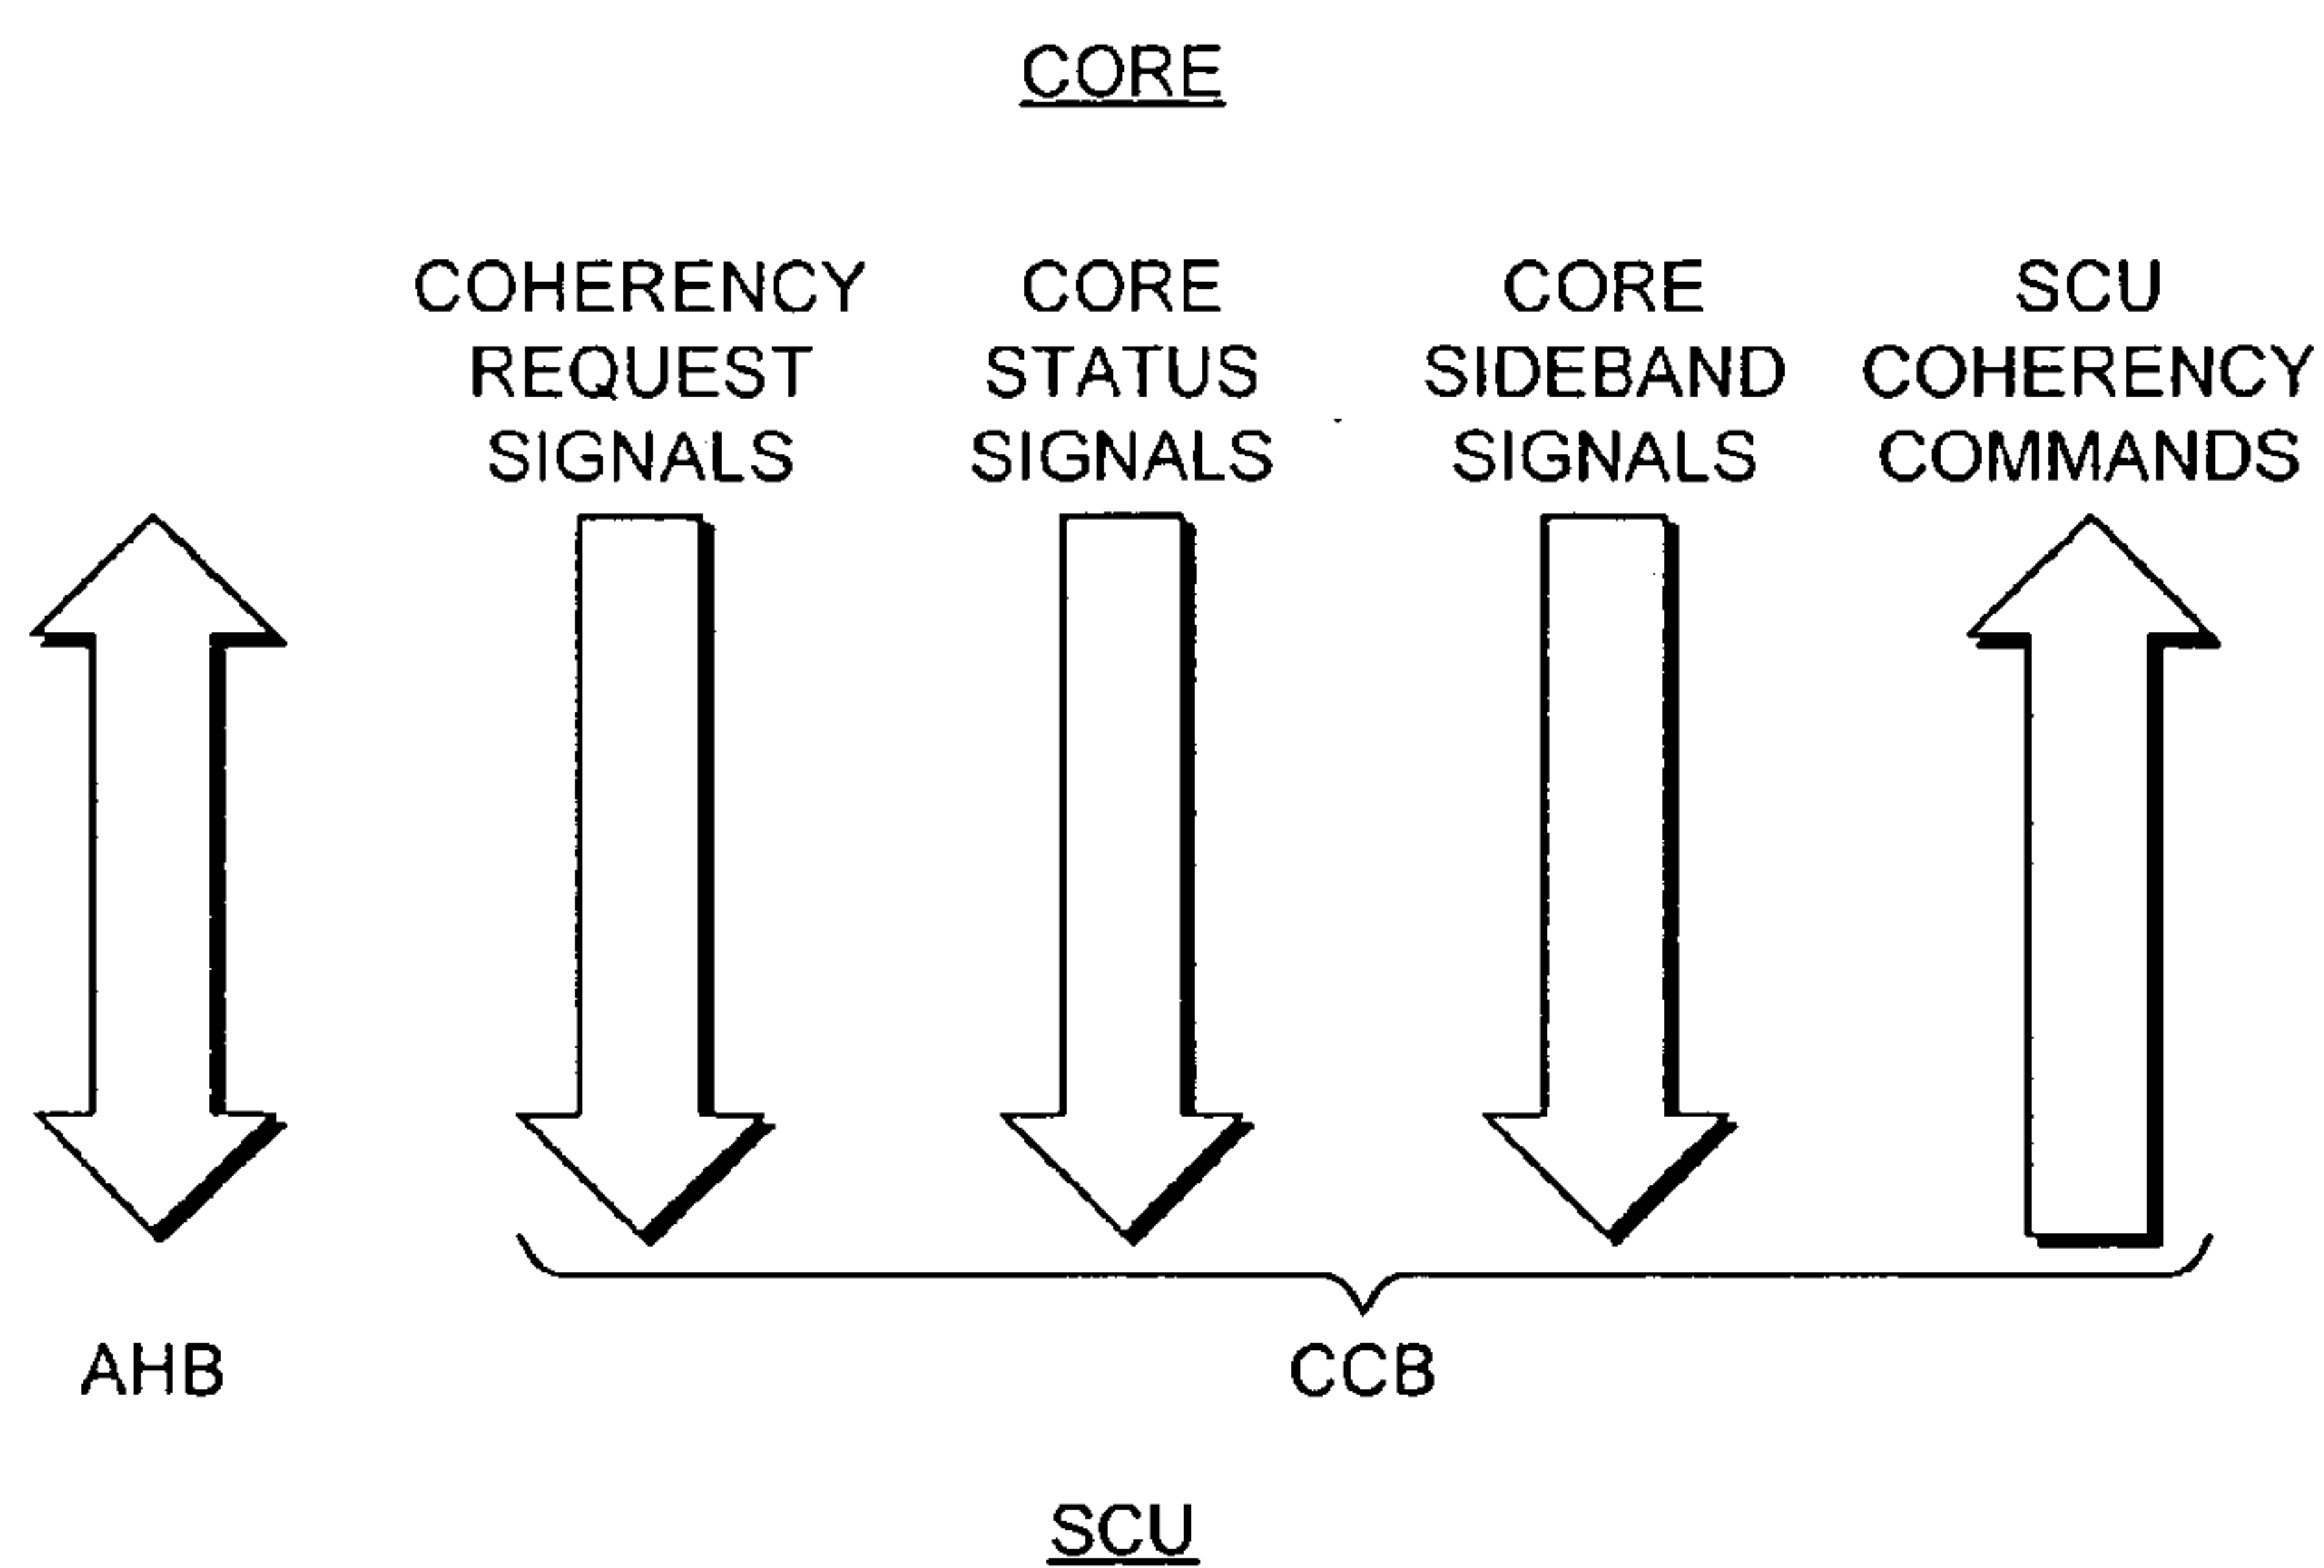 CORE
COHERENCY
REQUEST
SIGNALS
CORE
STATUS
SIGNALS
CORE
SIDEBAND
SIGNALS
SCU
COHERENCY
COMMANDS
AHB
CCB
SCU